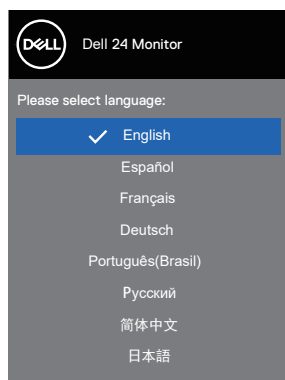 DELL
Dell 24 Monitor
Please select language:
English
Español
Français
Deutsch
Português(Brasil)
Русский
简体中文
日本語